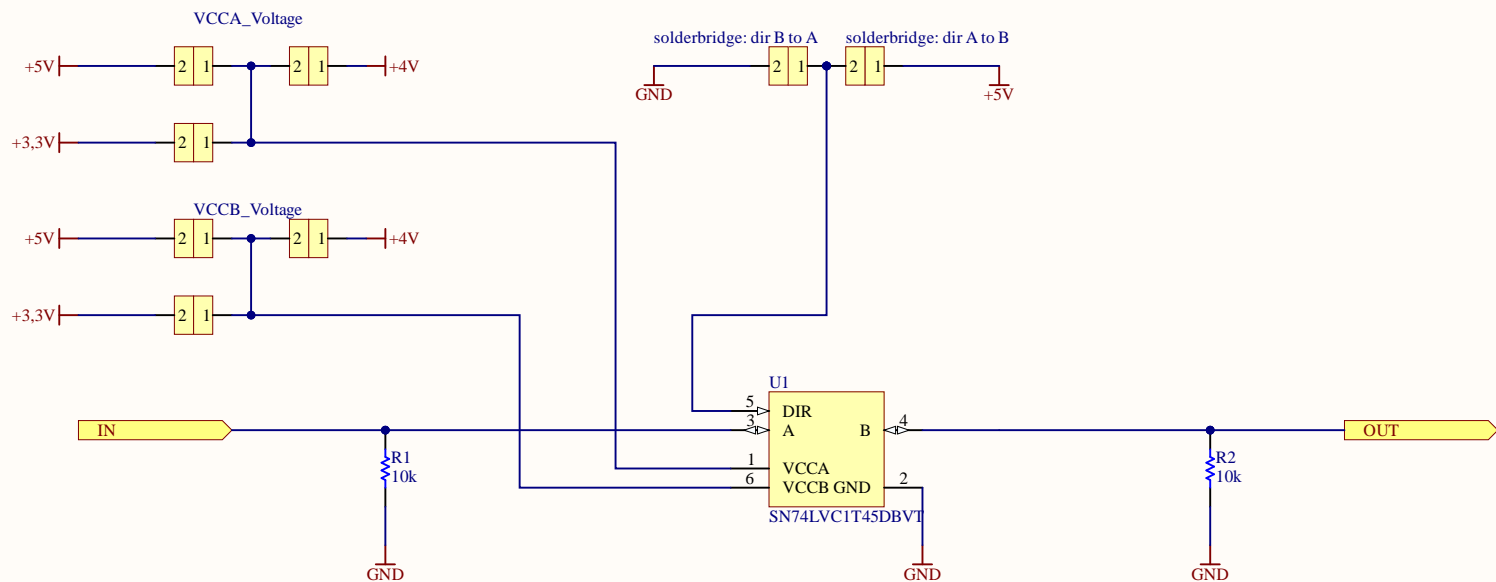 VCCA_Voltage
+5V 2 1 2 1 +4V
+3,3V 2 1
VCCB_Voltage
+5V 2 1 2 1 +4V
+3,3V 2 1
solderbridge: dir B to A solderbridge: dir A to B
2 1 2 1
GND +5V
U1
5 DIR
IN 3 A B 4 OUT
R1 1 VCCA R2
10k 6 VCCB GND 2 10k
SN74LVC1T45DBVT
GND GND GND